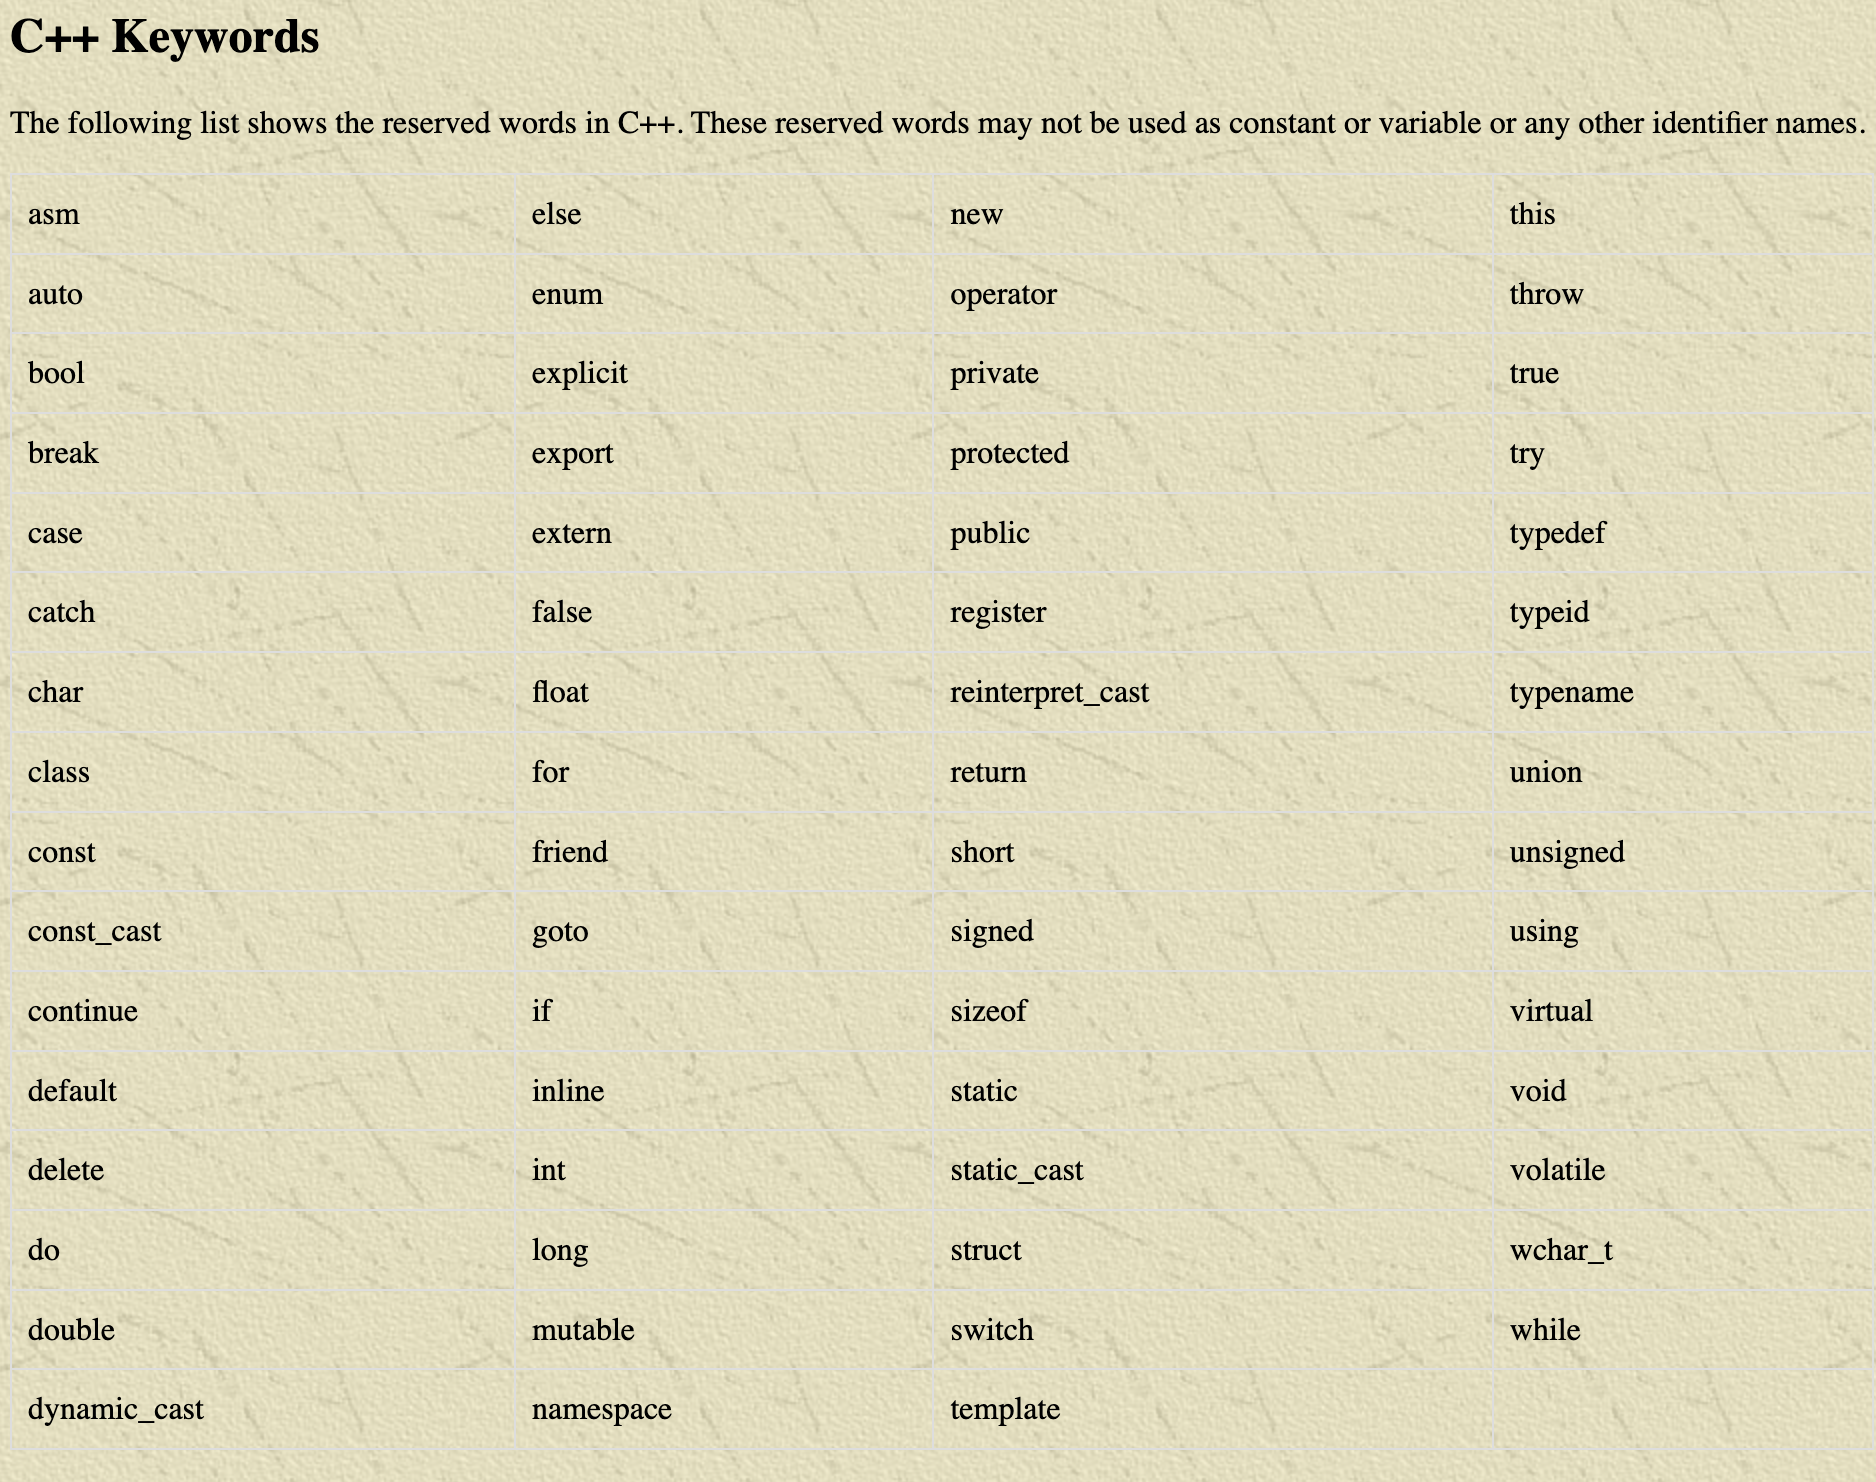 C++ Keywords
The following list shows the reserved words in C++. These reserved words may not be used as constant or variable or any other identifier names.
asm else new this
auto enum operator throw
bool explicit private true
break export protected try
case extern public typedef
catch false register typeid
char float reinterpret_cast typename
class for return union
const friend short unsigned
const_cast goto signed using
continue if sizeof virtual
default inline static void
delete int static_cast volatile
do long struct wchar_t
double mutable switch while
dynamic_cast namespace template